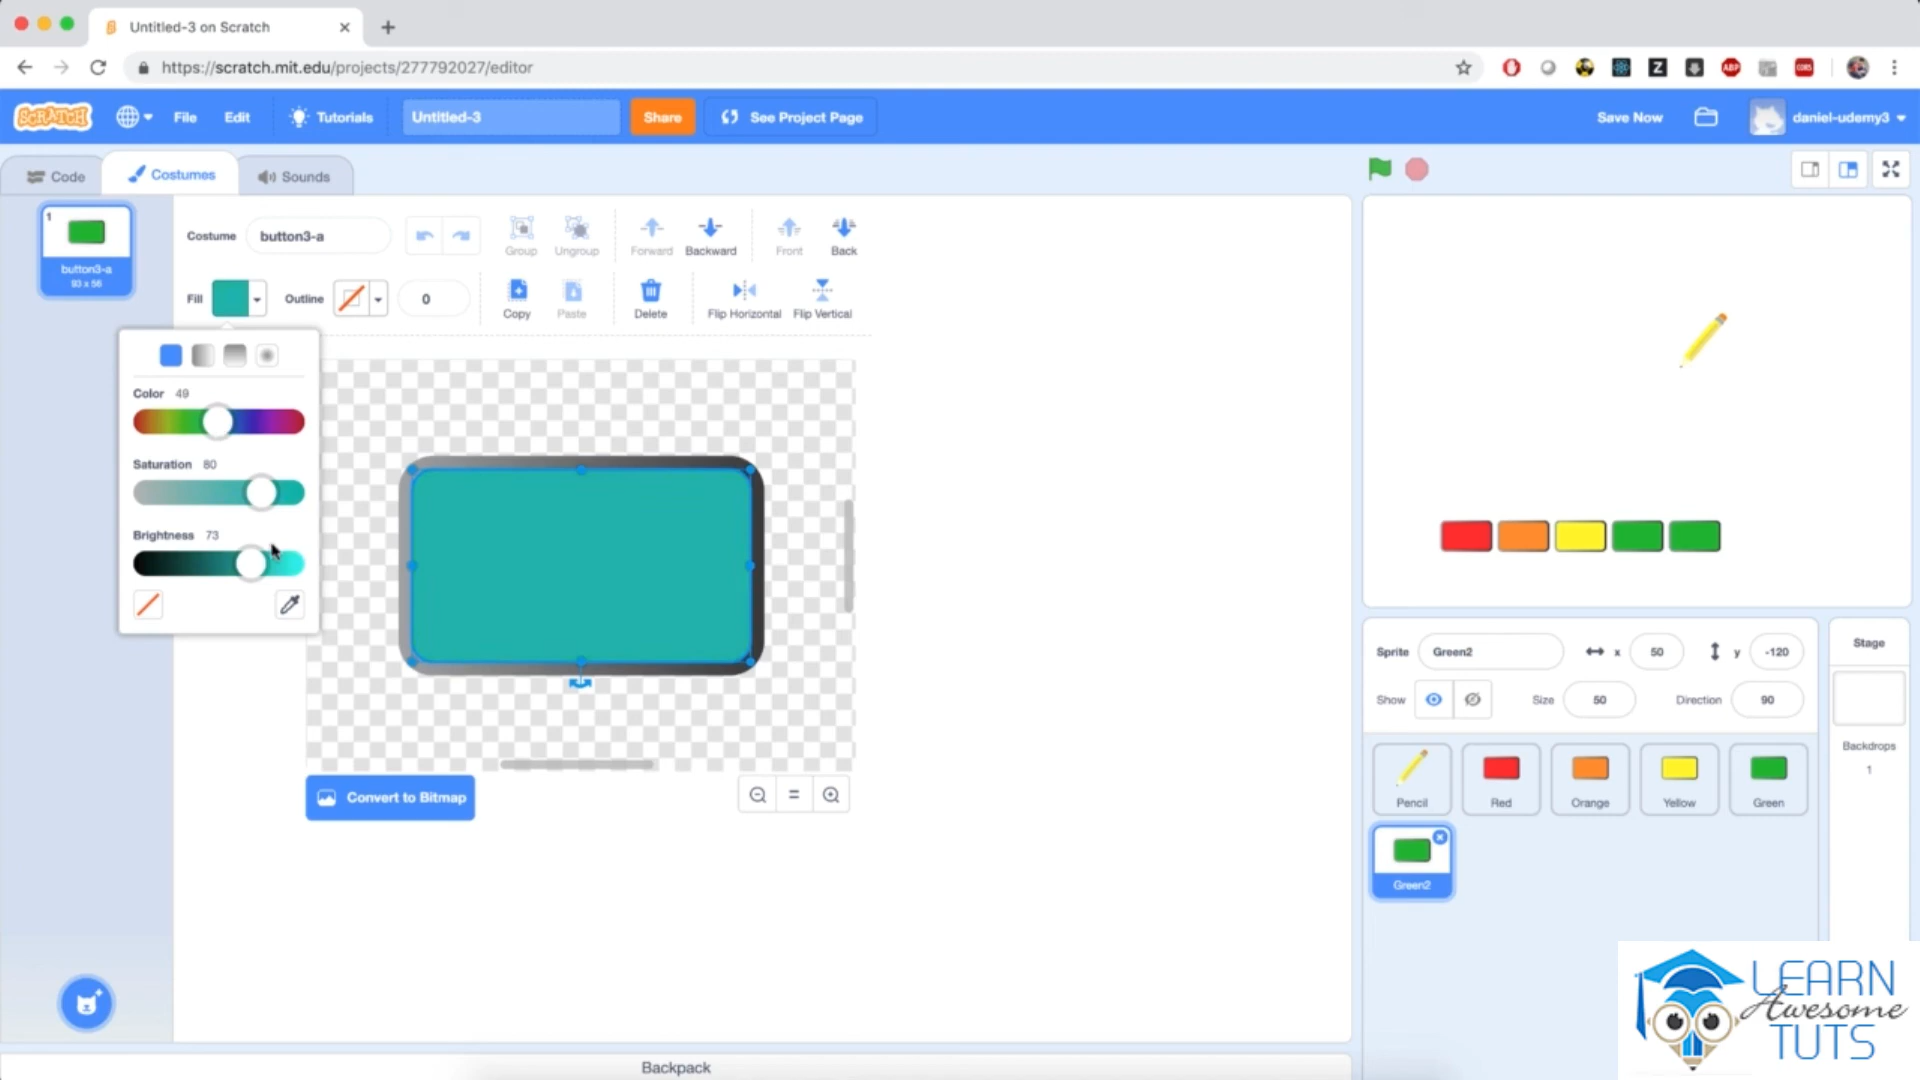 Untitled-3 on Scratch
https://scratch.mit.edu/projects/277792027/editor
ABP
CORS
SCRATCH
File
Edit
Tutorials
Untitled-3
Share
See Project Page
Save Now
daniel-udemy3
Code
Costumes
Sounds
1
button3-a
93 x 56
Costume
button3-a
Group
Ungroup
Forward
Backward
Front
Back
Fill
Outline
0
Copy
Paste
Delete
Flip Horizontal
Flip Vertical
Color 49
Saturation 80
Brightness 73
Convert to Bitmap
Backpack
Sprite
Green2
x
50
y
-120
Show
Size
50
Direction
90
Stage
Backdrops
1
Pencil
Red
Orange
Yellow
Green
Green2
LEARN
Awesome
TUTS